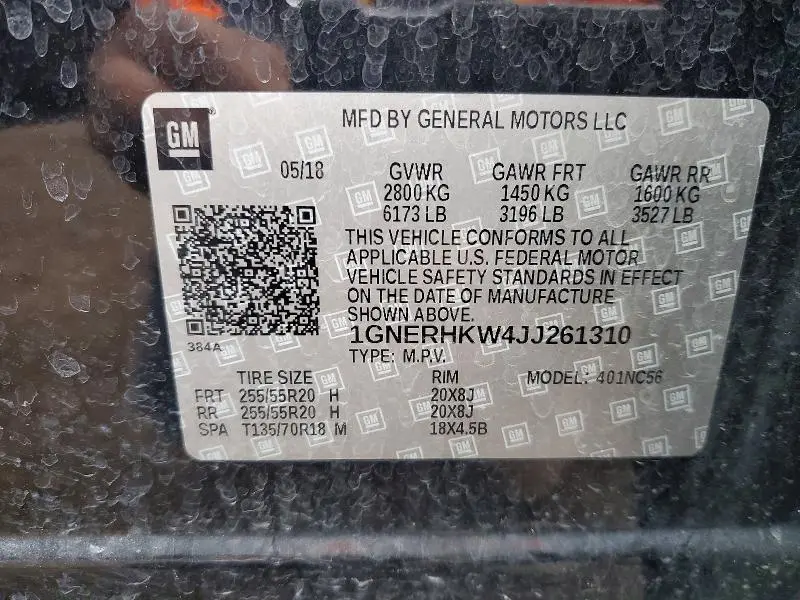 GM
MFD BY GENERAL MOTORS LLC
05/18 GVWR GAWR FRT GAWR RR
2800 KG 1450 KG 1600 KG
6173 LB 3196 LB 3527 LB
THIS VEHICLE CONFORMS TO ALL
APPLICABLE U.S. FEDERAL MOTOR
VEHICLE SAFETY STANDARDS IN EFFECT
ON THE DATE OF MANUFACTURE
SHOWN ABOVE.
384A
1GNERHKW4JJ261310
TYPE: M.P.V.
TIRE SIZE RIM MODEL: 401NC56
FRT 255/55R20 H 20X8J
RR 255/55R20 H 20X8J
SPA T135/70R18 M 18X4.5B